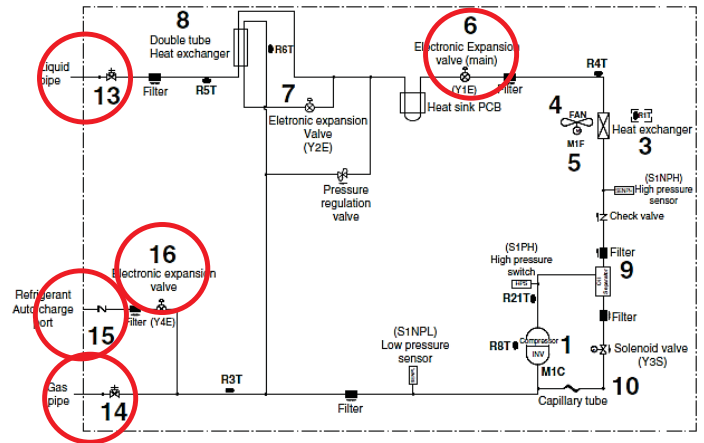 8
Double tube
Heat exchanger
R6T
6
Electronic Expansion
valve (main)
(Y1E)
R4T
Liquid
pipe
13
Filter
R5T
7
Eletronic expansion
Valve
(Y2E)
Filter
Heat sink PCB
4
FAN
M1F
5
R1T
Heat exchanger
3
Pressure
regulation
valve
(S1NPH)
SENPH
High pressure
sensor
Check valve
16
Electronic expansion
valve
(Y4E)
Refrigerant
Auto charge
port
15
Filter
(S1PH)
High pressure
switch
HPS
R21T
Filter
9
Oil
Separator
Filter
(S1NPL)
Low pressure
sensor
SENPL
R8T
Compressor
INV
1
M1C
Solenoid valve
(Y3S)
10
Capillary tube
Gas
pipe
14
R3T
Filter